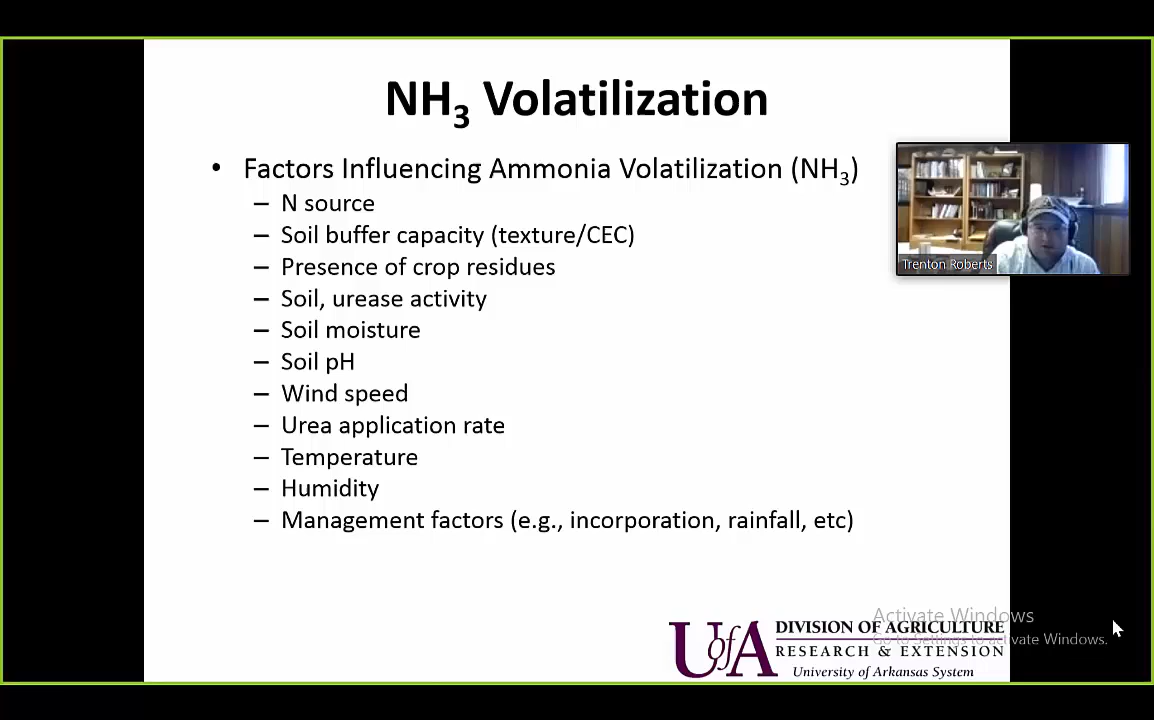 NH3 Volatilization
• Factors Influencing Ammonia Volatilization (NH3)
– N source
– Soil buffer capacity (texture/CEC)
– Presence of crop residues
– Soil, urease activity
– Soil moisture
– Soil pH
– Wind speed
– Urea application rate
– Temperature
– Humidity
– Management factors (e.g., incorporation, rainfall, etc)
Trenton Roberts
Activate Windows
Go to Settings to activate Windows.
UofA
DIVISION OF AGRICULTURE
RESEARCH & EXTENSION
University of Arkansas System